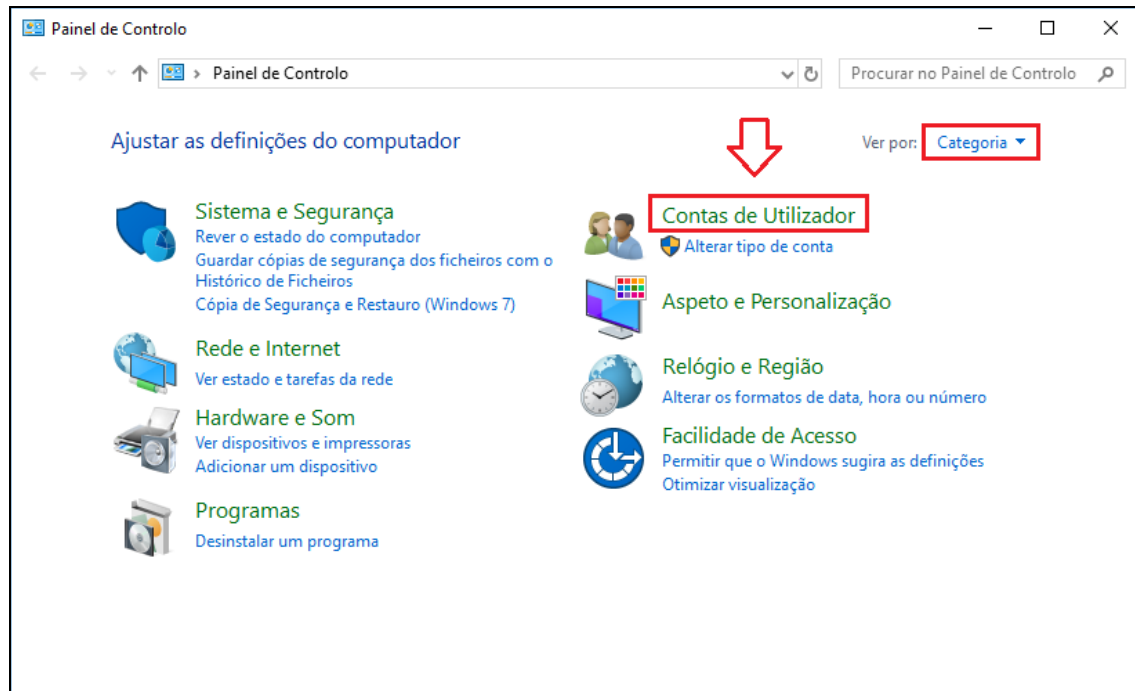 Painel de Controlo
Painel de Controlo
Procurar no Painel de Controlo
Ajustar as definições do computador
Ver por:
Categoria
Sistema e Segurança
Rever o estado do computador
Guardar cópias de segurança dos ficheiros com o
Histórico de Ficheiros
Cópia de Segurança e Restauro (Windows 7)
Rede e Internet
Ver estado e tarefas da rede
Hardware e Som
Ver dispositivos e impressoras
Adicionar um dispositivo
Programas
Desinstalar um programa
Contas de Utilizador
Alterar tipo de conta
Aspeto e Personalização
Relógio e Região
Alterar os formatos de data, hora ou número
Facilidade de Acesso
Permitir que o Windows sugira as definições
Otimizar visualização